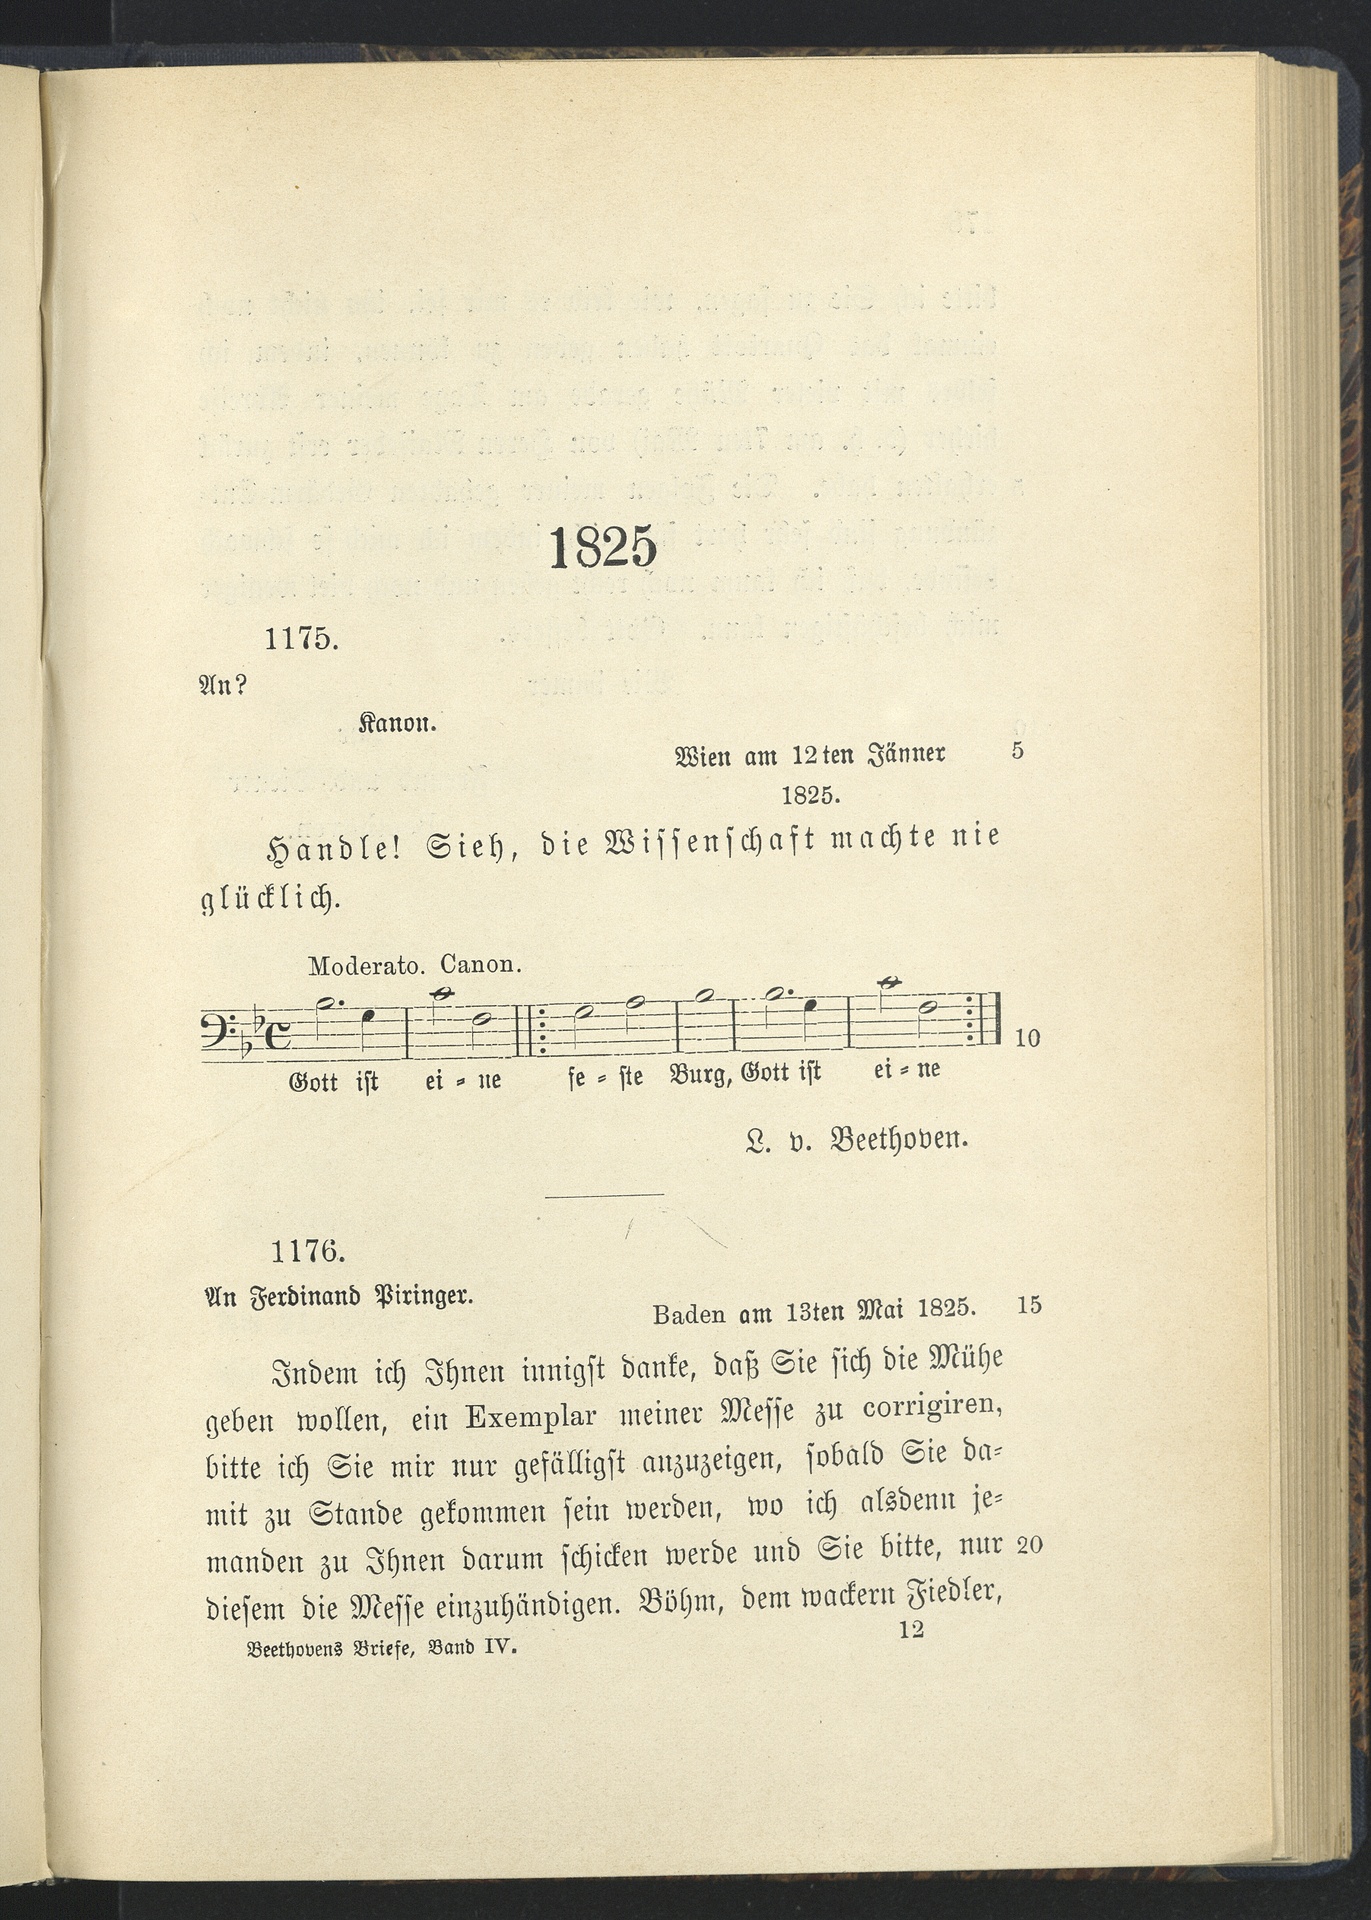 1825
1175.
An?
Kanon.
Wien am 12ten Jänner 5
1825.
Handle! Sieh, die Wissenschaft machte nie
glücklich.
Moderato. Canon.
10
Gott ist ei-ne fe-ste Burg, Gott ist ei-ne
L. v. Beethoven.
1176.
An Ferdinand Piringer.
Baden am 13ten Mai 1825. 15
Indem ich Ihnen innigst danke, daß Sie sich die Mühe
geben wollen, ein Exemplar meiner Messe zu corrigiren,
bitte ich Sie mir nur gefälligst anzuzeigen, sobald Sie da-
mit zu Stande gekommen sein werden, wo ich alsdenn je-
manden zu Ihnen darum schicken werde und Sie bitte, nur 20
diesem die Messe einzuhändigen. Böhm, dem wackern Fiedler,
Beethovens Briefe, Band IV. 12